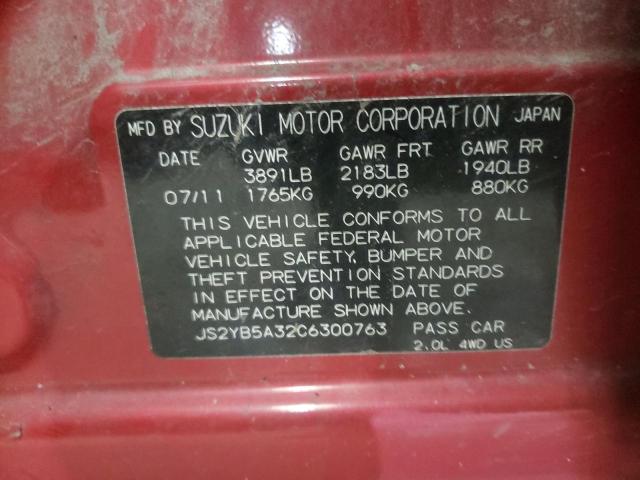 MFD BY SUZUKI MOTOR CORPORATION JAPAN
DATE GVWR GAWR FRT GAWR RR
3891LB 2183LB 1940LB
07/11 1765KG 990KG 880KG
THIS VEHICLE CONFORMS TO ALL
APPLICABLE FEDERAL MOTOR
VEHICLE SAFETY, BUMPER AND
THEFT PREVENTION STANDARDS
IN EFFECT ON THE DATE OF
MANUFACTURE SHOWN ABOVE.
JS2YB5A32C6300763 PASS CAR
2.0L 4WD US